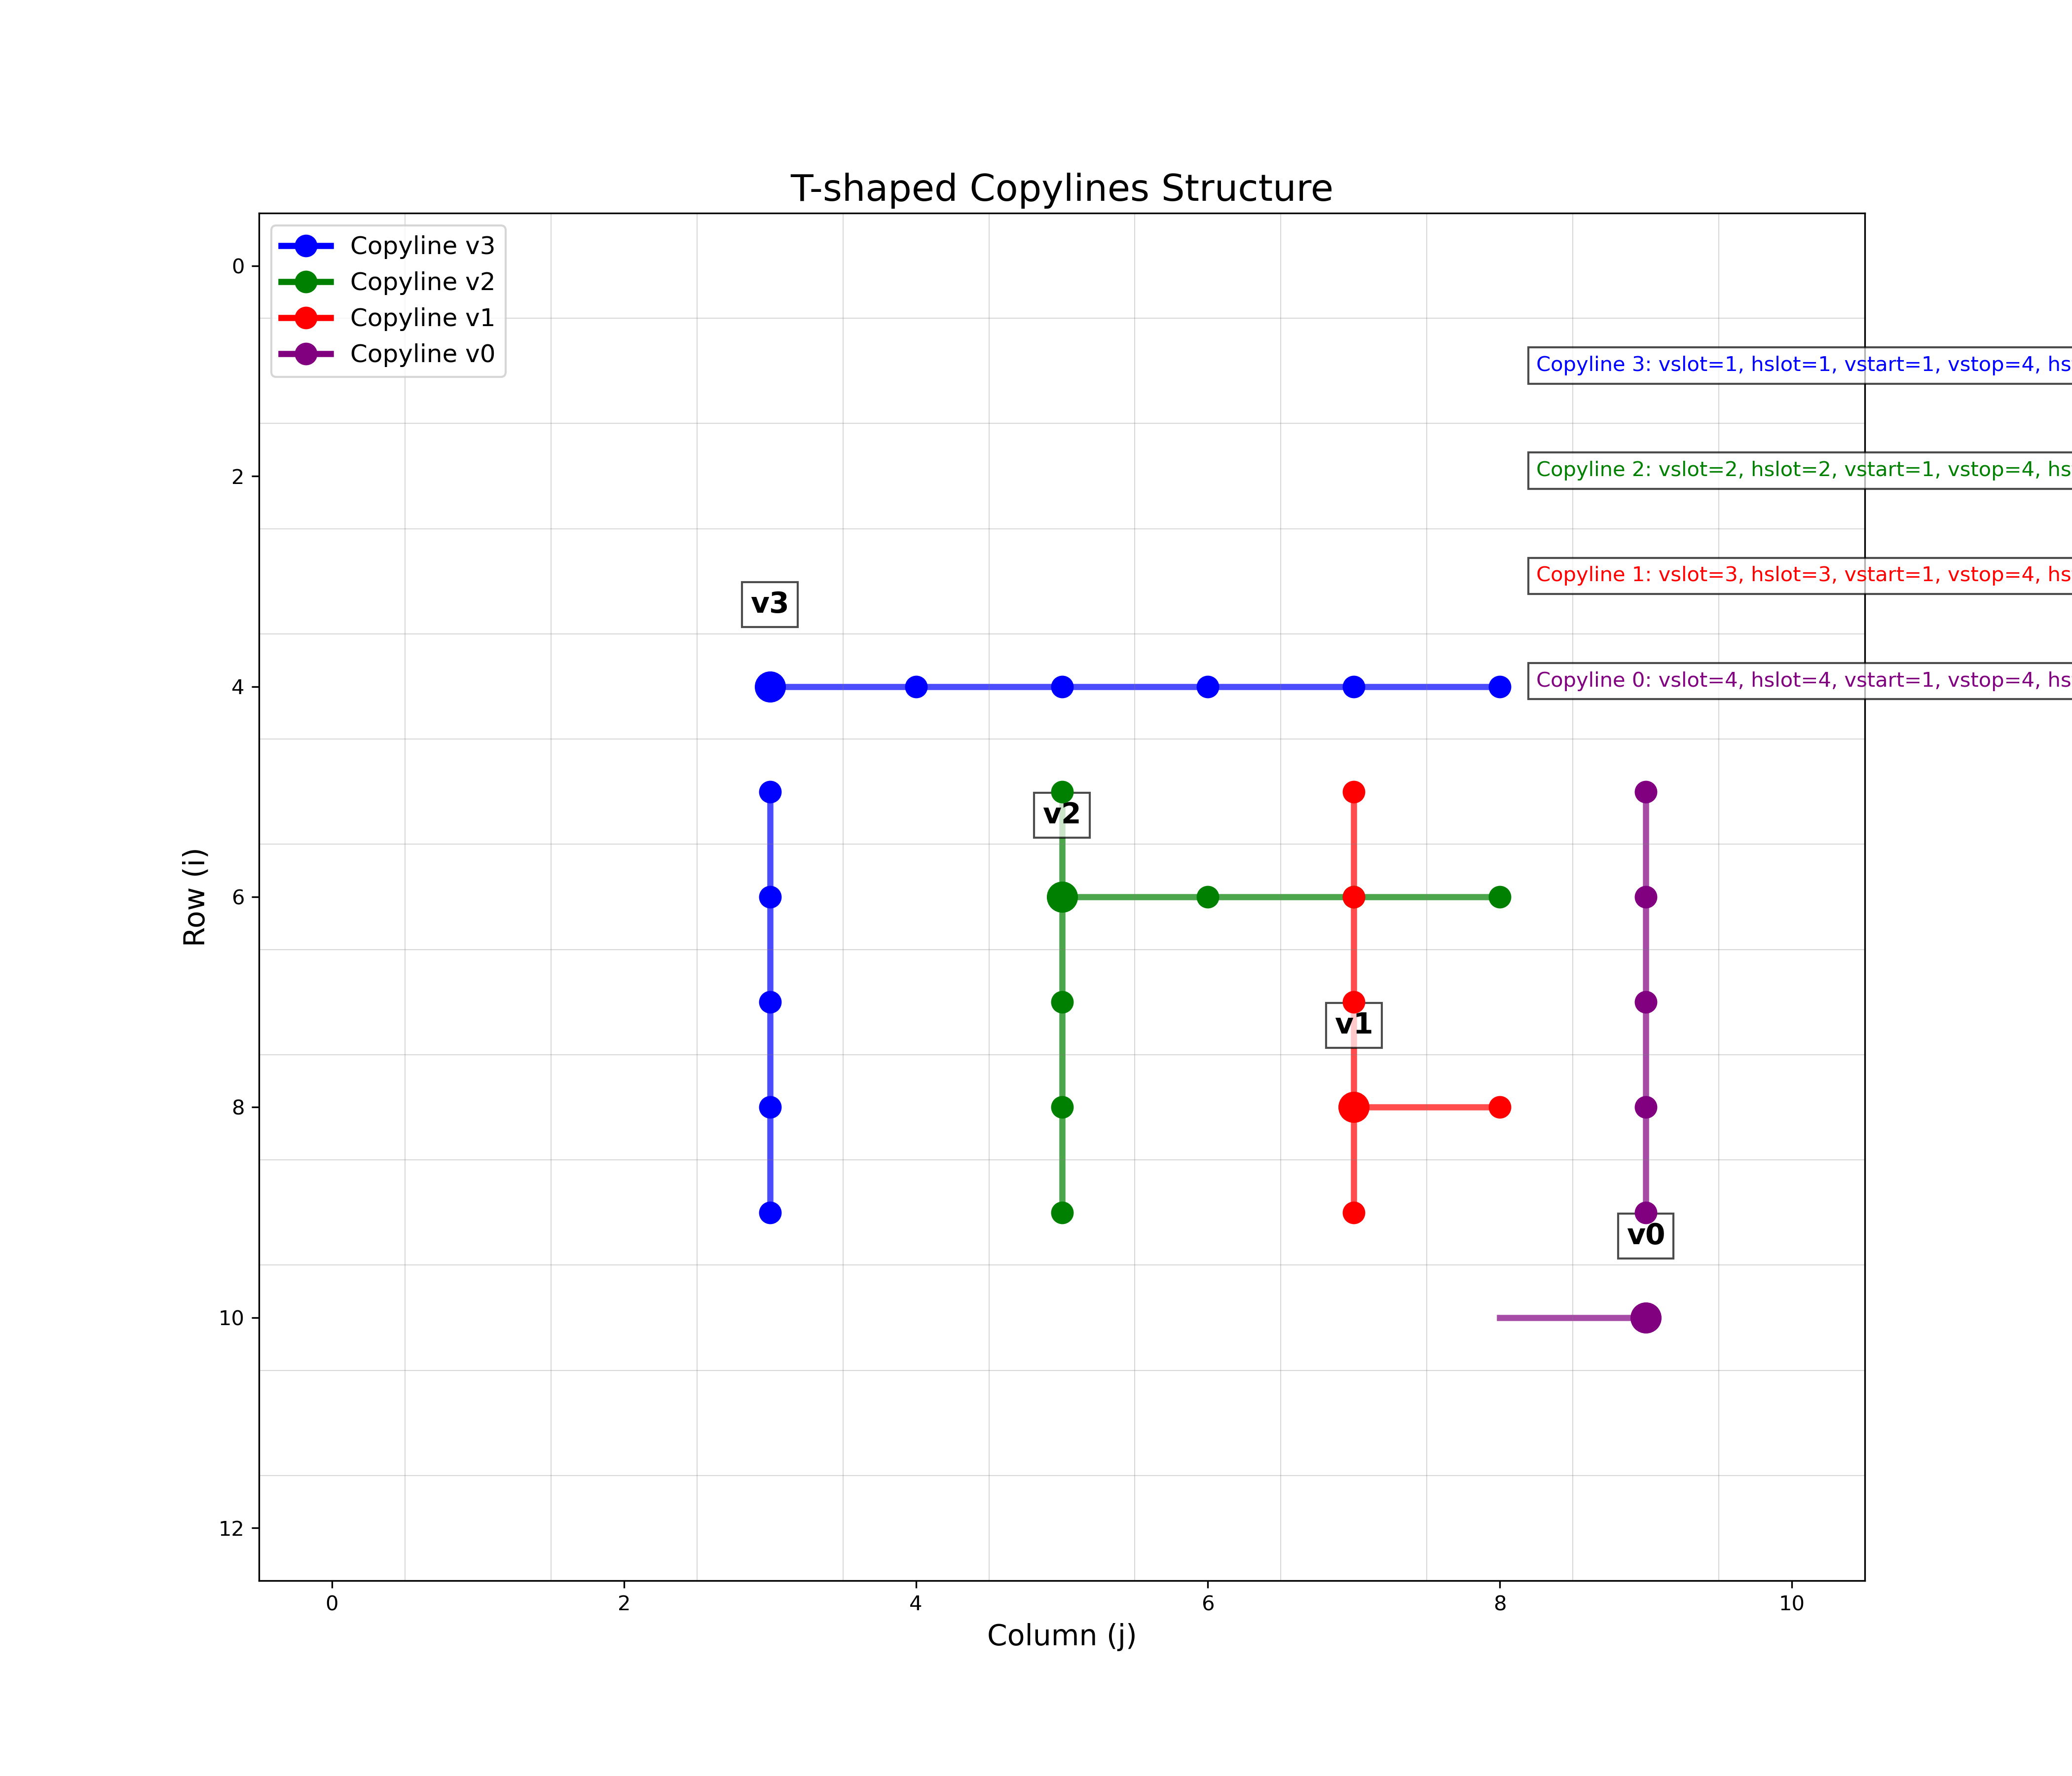 T-shaped Copylines Structure
Copyline v3
Copyline v2
Copyline v1
Copyline v0
Copyline 3: vslot=1, hslot=1, vstart=1, vstop=4, hs
Copyline 2: vslot=2, hslot=2, vstart=1, vstop=4, hs
Copyline 1: vslot=3, hslot=3, vstart=1, vstop=4, hs
Copyline 0: vslot=4, hslot=4, vstart=1, vstop=4, hs
v3
v2
v1
v0
0
2
4
6
8
10
12
Row (i)
0 2 4 6 8 10
Column (j)